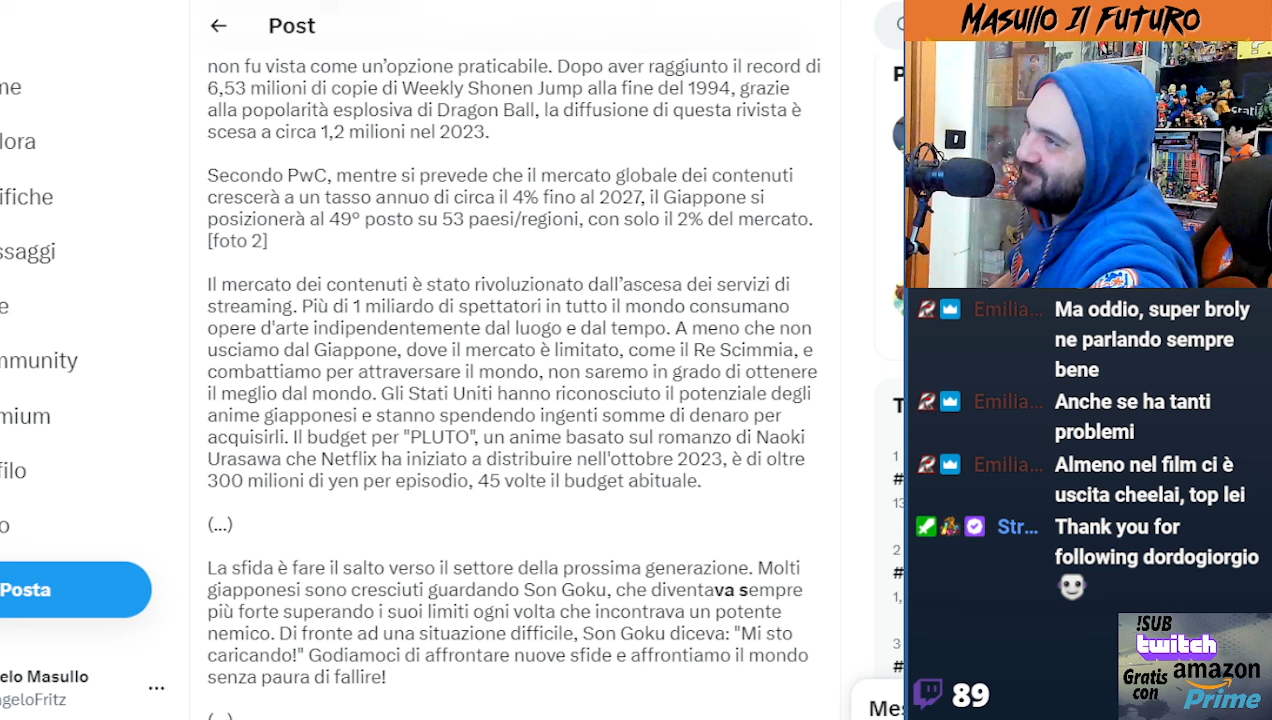 Post
non fu vista come un'opzione praticabile. Dopo aver raggiunto il record di
6,53 milioni di copie di Weekly Shonen Jump alla fine del 1994, grazie
alla popolarità esplosiva di Dragon Ball, la diffusione di questa rivista è
scesa a circa 1,2 milioni nel 2023.
Secondo PwC, mentre si prevede che il mercato globale dei contenuti
crescerà a un tasso annuo di circa il 4% fino al 2027, il Giappone si
posizionerà al 49° posto su 53 paesi/regioni, con solo il 2% del mercato.
[foto 2]
Il mercato dei contenuti è stato rivoluzionato dall'ascesa dei servizi di
streaming. Più di 1 miliardo di spettatori in tutto il mondo consumano
opere d'arte indipendentemente dal luogo e dal tempo. A meno che non
usciamo dal Giappone, dove il mercato è limitato, come il Re Scimmia, e
combattiamo per attraversare il mondo, non saremo in grado di ottenere
il meglio dal mondo. Gli Stati Uniti hanno riconosciuto il potenziale degli
anime giapponesi e stanno spendendo ingenti somme di denaro per
acquisirli. Il budget per "PLUTO", un anime basato sul romanzo di Naoki
Urasawa che Netflix ha iniziato a distribuire nell'ottobre 2023, è di oltre
300 milioni di yen per episodio, 45 volte il budget abituale.
(...)
La sfida è fare il salto verso il settore della prossima generazione. Molti
giapponesi sono cresciuti guardando Son Goku, che diventava sempre
più forte superando i suoi limiti ogni volta che incontrava un potente
nemico. Di fronte ad una situazione difficile, Son Goku diceva: "Mi sto
caricando!" Godiamoci di affrontare nuove sfide e affrontiamo il mondo
senza paura di fallire!
me
lora
ifiche
ssaggi
e
mmunity
mium
filo
o
Posta
elo Masullo
ngeloFritz
...
P
T
1
#
13
2
#
1,
3
#
Mes
MASULLO IL FUTURO
Emilia... Ma oddio, super broly
ne parlando sempre
bene
Emilia... Anche se ha tanti
problemi
Emilia... Almeno nel film ci è
uscita cheelai, top lei
Str... Thank you for
following dordogiorgio
89
!SUB
twitch
Gratis amazon
con Prime